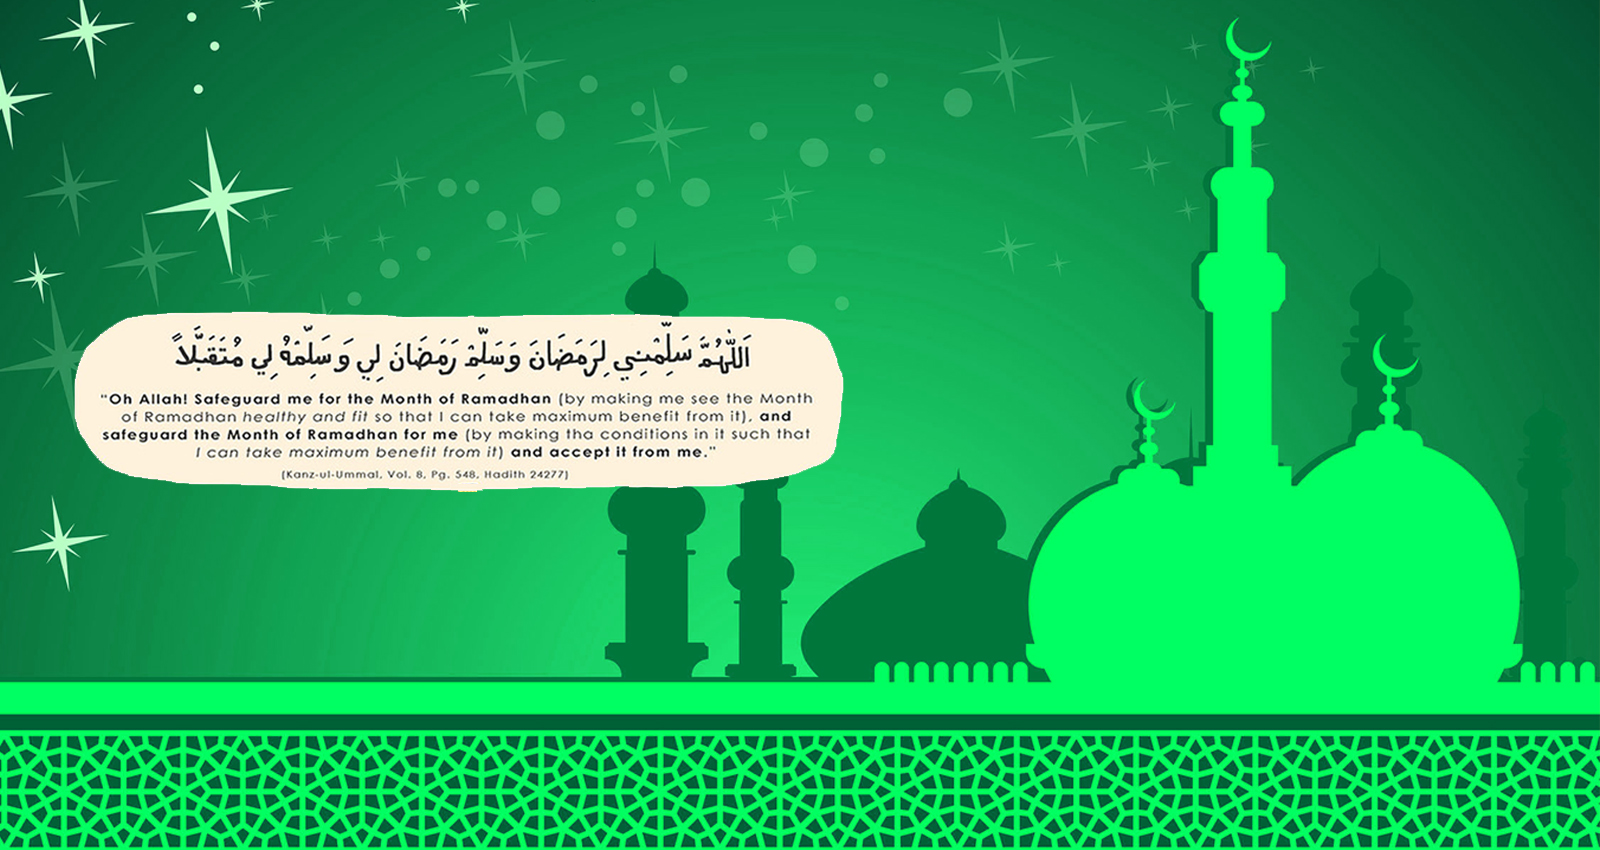 اَللّٰهُمَّ سَلِّمْنِي لِرَمَضَانَ وَسَلِّمْ رَمَضَانَ لِي وَسَلِّمْهُ لِي مُتَقَبَّلاً
“Oh Allah! Safeguard me for the Month of Ramadhan (by making me see the Month
of Ramadhan healthy and fit so that I can take maximum benefit from it), and
safeguard the Month of Ramadhan for me (by making tha conditions in it such that
I can take maximum benefit from it) and accept it from me.”
(Kanz-ul-Ummal, Vol. 8, Pg. 548, Hadith 24277)